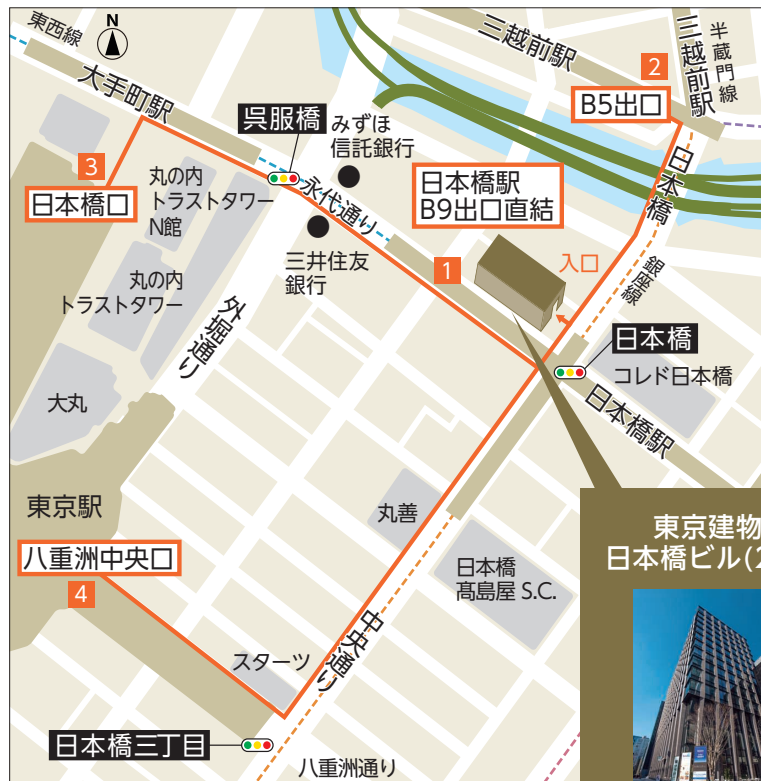 東西線
N
大手町駅
三越前駅
三越前駅
半蔵門線
2
B5出口
呉服橋
みずほ
信託銀行
3
日本橋口
丸の内
トラストタワー
N館
永代通り
日本橋駅
B9出口直結
日本橋
三井住友
銀行
1
入口
銀座線
丸の内
トラストタワー
外堀通り
日本橋
コレド日本橋
大丸
日本橋駅
東京駅
丸善
八重洲中央口
4
日本橋
髙島屋 S.C.
東京建物
日本橋ビル(2
スターツ
中央通り
日本橋三丁目
八重洲通り